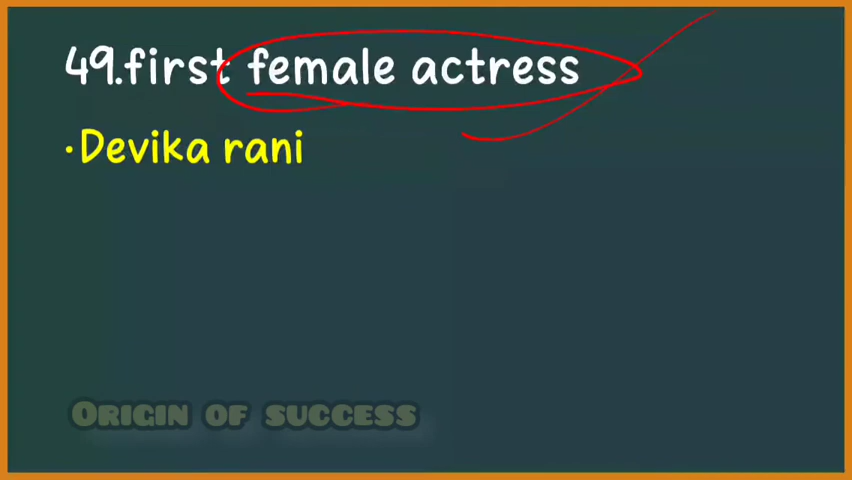 49.first female actress
•Devika rani
Origin of success